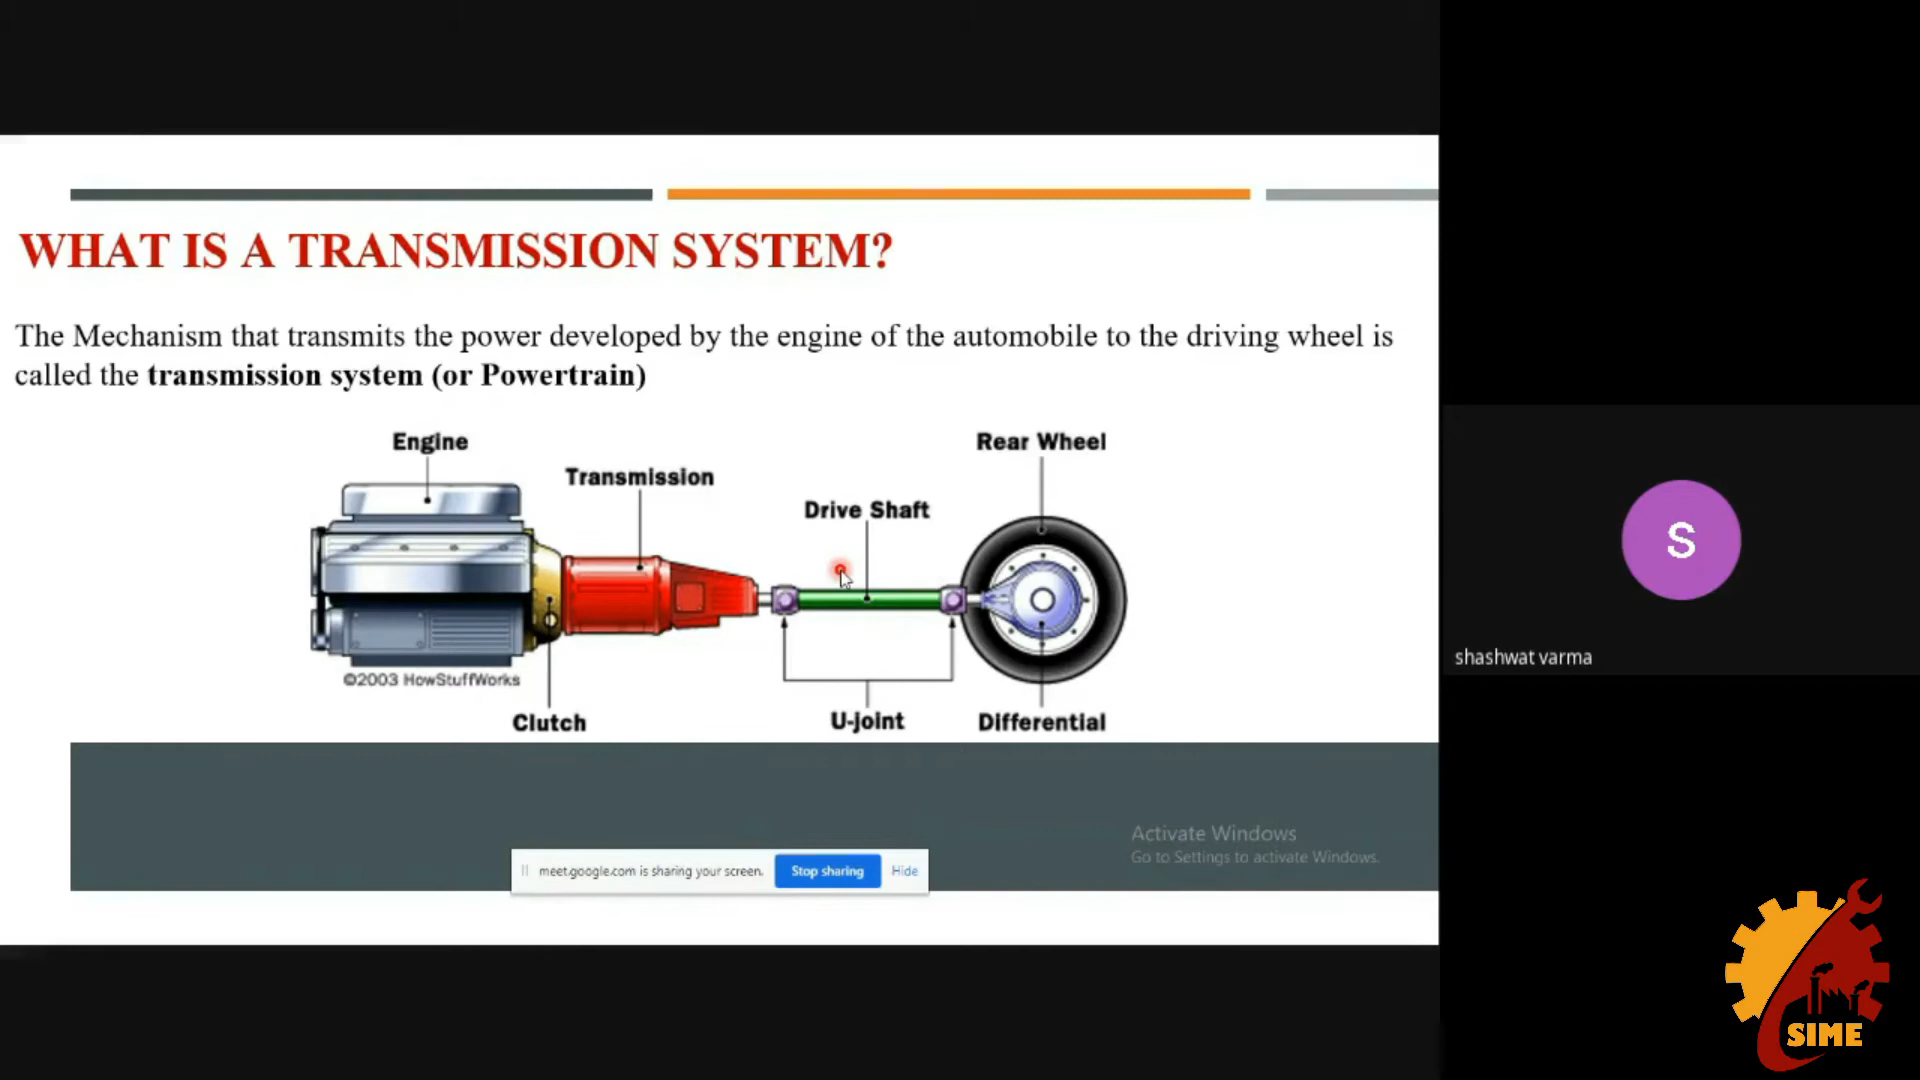 WHAT IS A TRANSMISSION SYSTEM?
The Mechanism that transmits the power developed by the engine of the automobile to the driving wheel is
called the transmission system (or Powertrain)
Engine
Rear Wheel
Transmission
Drive Shaft
©2003 HowStuffWorks
Clutch
U-joint
Differential
S
shashwat varma
Activate Windows
Go to Settings to activate Windows.
meet.google.com is sharing your screen.
Stop sharing
Hide
SIME